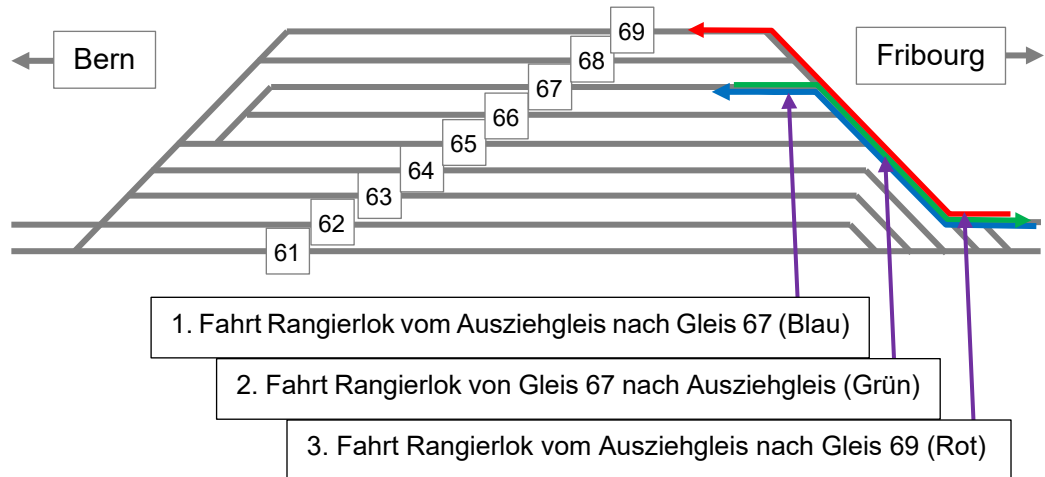 Bern
Fribourg
69
68
67
66
65
64
63
62
61
1. Fahrt Rangierlok vom Ausziehgleis nach Gleis 67 (Blau)
2. Fahrt Rangierlok von Gleis 67 nach Ausziehgleis (Grün)
3. Fahrt Rangierlok vom Ausziehgleis nach Gleis 69 (Rot)